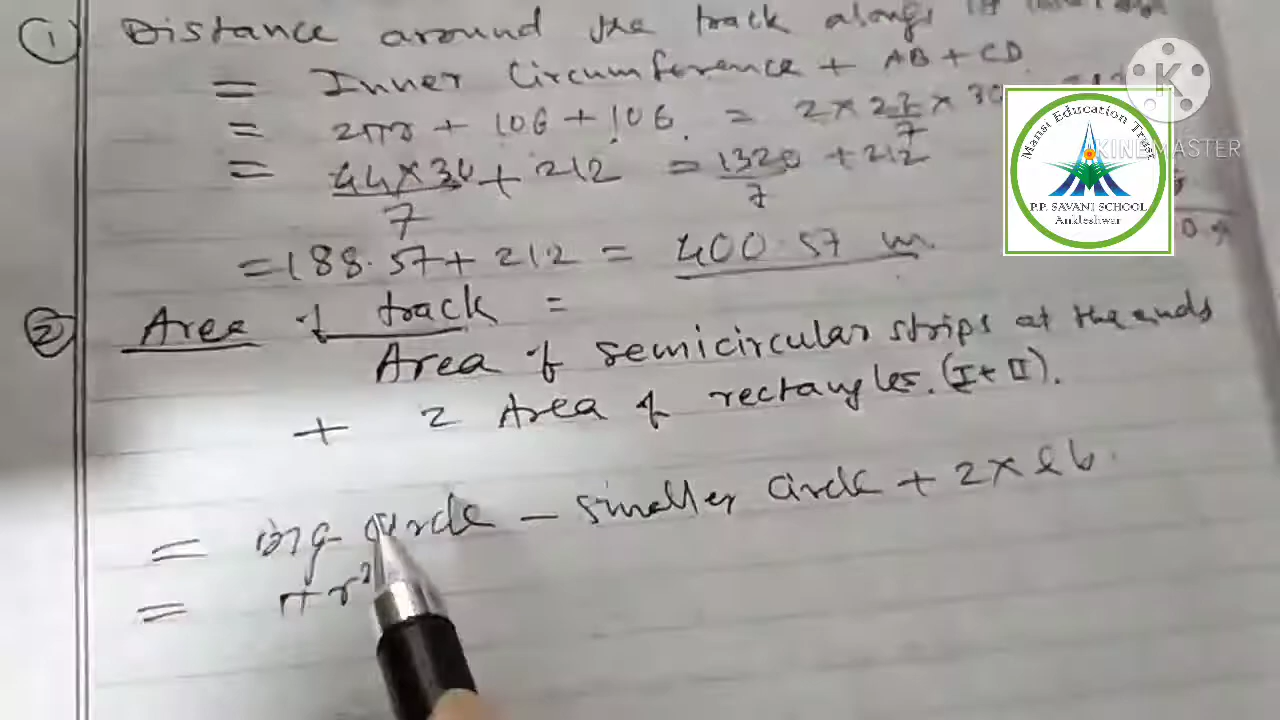 ① Distance around the track along its
= Inner Circumference + AB + CD
= 2πr + 106 + 106 = 2 × 22/7 × 30
= 44×30/7 + 212 = 1320/7 + 212
= 188.57 + 212 = 400.57 m.
② Area of track =
Area of semicircular strips at the ends
+ 2 Area of rectangles. (I + II).
= big circle - smaller circle + 2 × lb.
= πr²
K
KINEMASTER
Mansi Education Trust
P.P. SAVANI SCHOOL
Ankleshwar